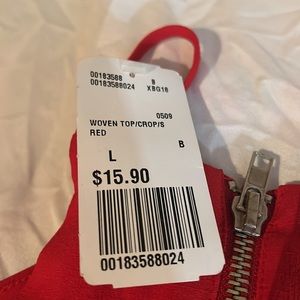 00183588 8
00183588024 XBG18
0509
WOVEN TOP/CROP/S
RED
B
L
$15.90
00183588024